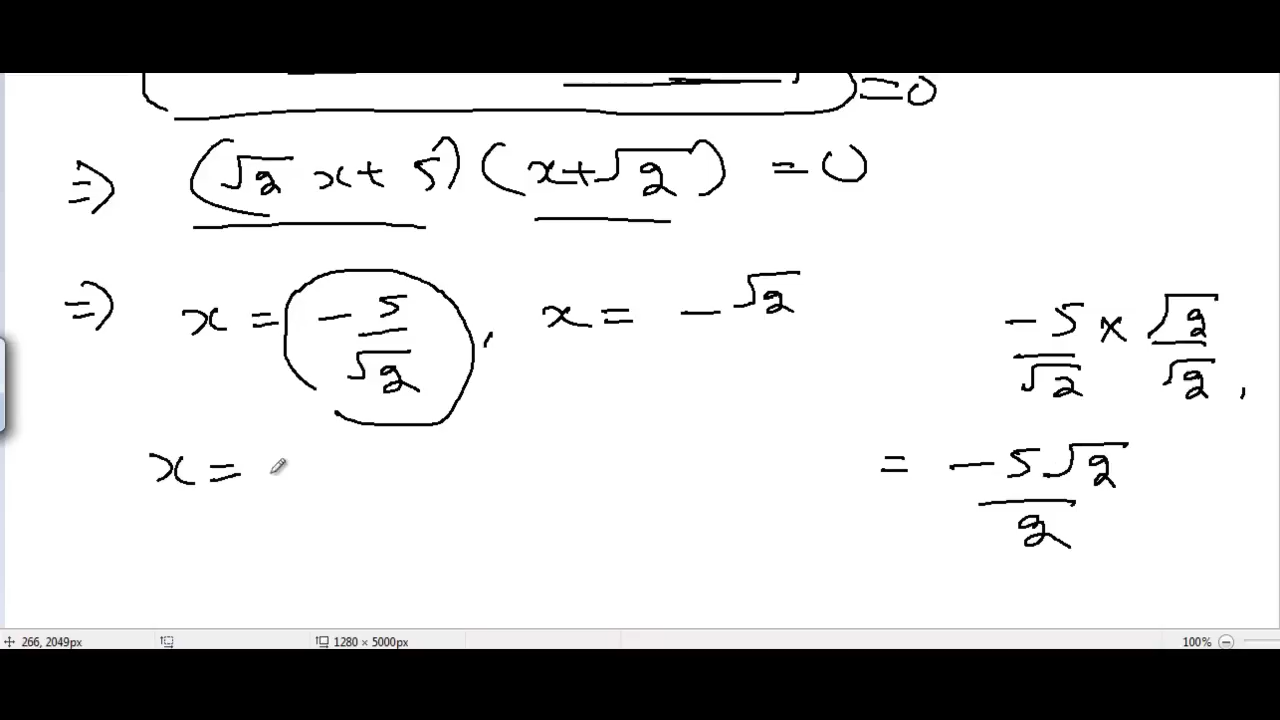 =0
⇒ (√2 x + 5) (x + √2) = 0
⇒ x = -5/√2 , x = -√2
-5/√2 × √2/√2 ,
x =
= -5√2/2
266, 2049px 1280 × 5000px 100%